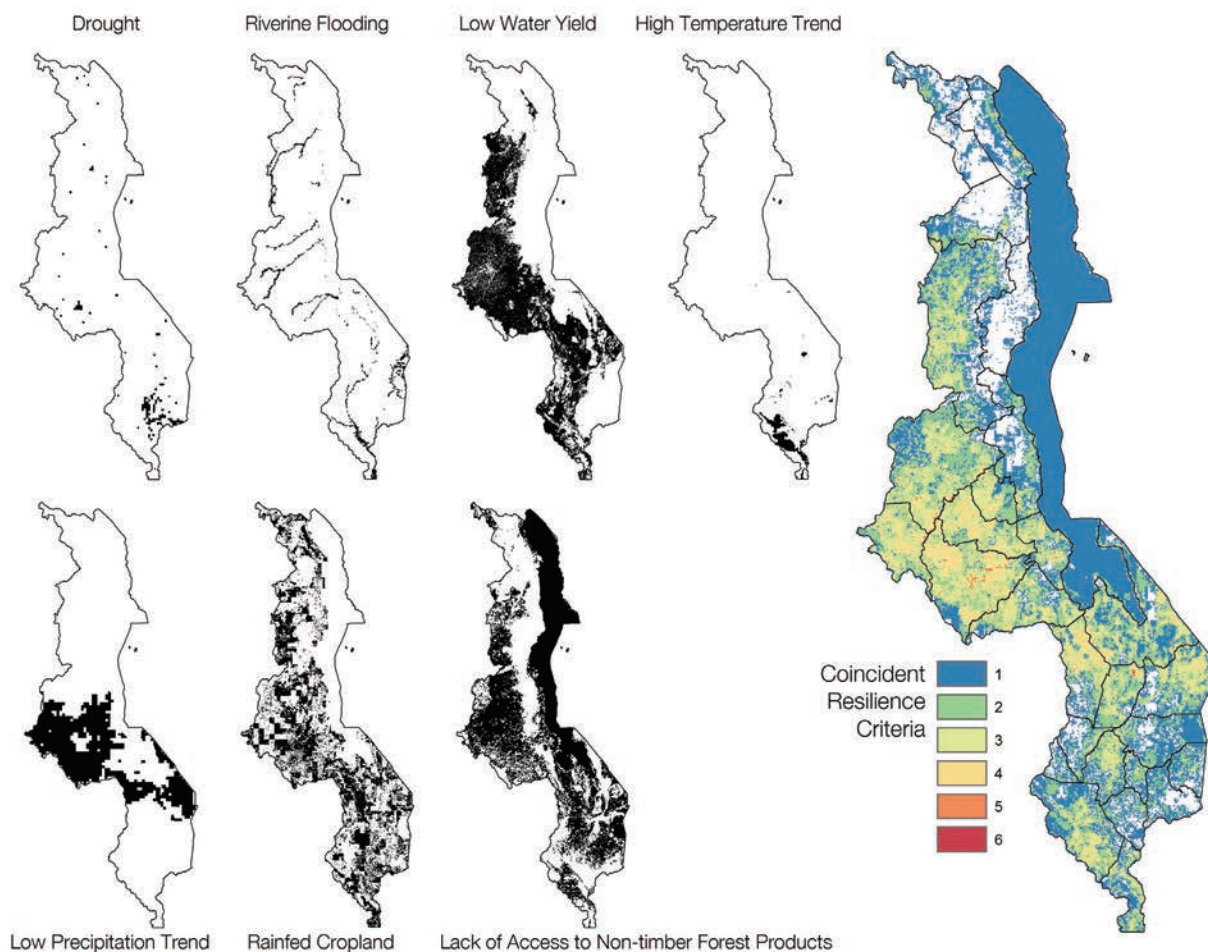 Drought
Riverine Flooding
Low Water Yield
High Temperature Trend
Low Precipitation Trend
Rainfed Cropland
Lack of Access to Non-timber Forest Products
Coincident
Resilience
Criteria
1
2
3
4
5
6